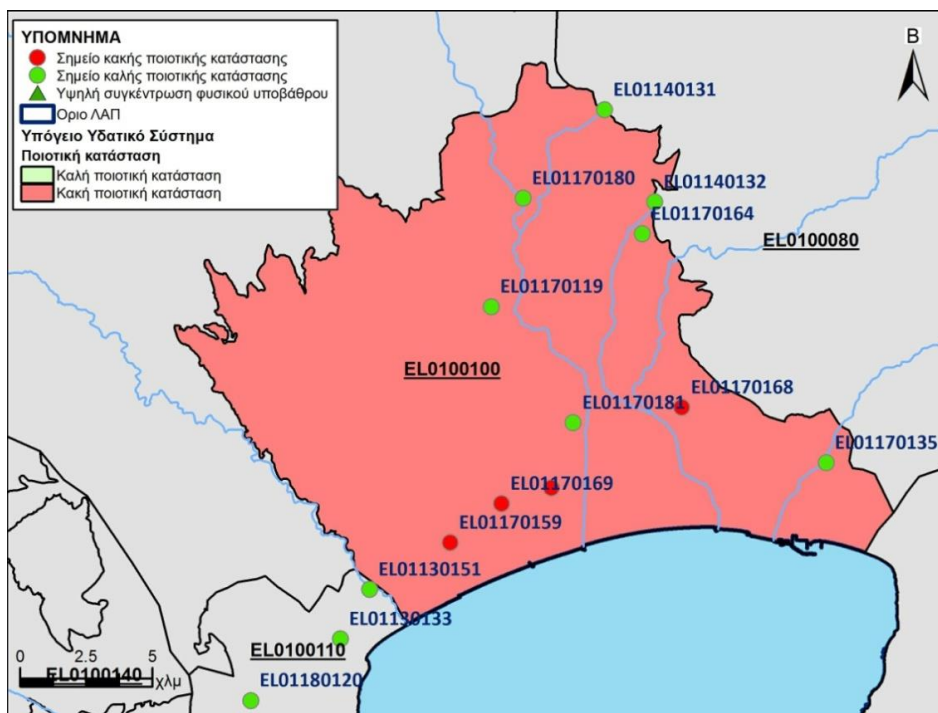 ΥΠΟΜΝΗΜΑ
Σημείο κακής ποιοτικής κατάστασης
Σημείο καλής ποιοτικής κατάστασης
Υψηλή συγκέντρωση φυσικού υποβάθρου
Οριο ΛΑΠ
Υπόγειο Υδατικό Σύστημα
Ποιοτική κατάσταση
Καλή ποιοτική κατάσταση
Κακή ποιοτική κατάσταση
Β
EL01140131
EL01170180
EL01140132
EL01170164
EL0100080
EL01170119
EL0100100
EL01170168
EL01170181
EL01170135
EL01170169
EL01170159
EL01130151
EL01130133
EL0100110
0 2.5 5
EL0100140 χλμ
EL01180120